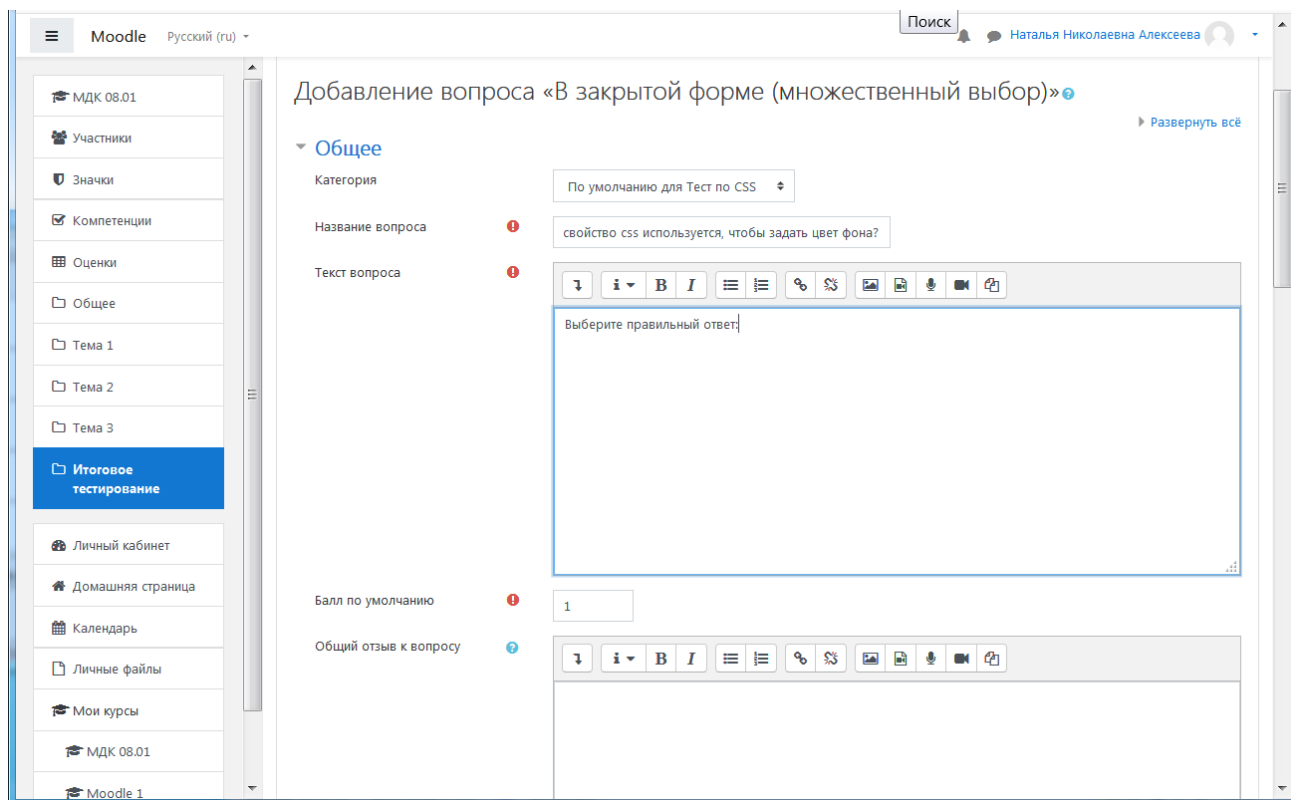 Поиск
Moodle Русский (ru)
Наталья Николаевна Алексеева
МДК 08.01
Участники
Значки
Компетенции
Оценки
Общее
Тема 1
Тема 2
Тема 3
Итоговое
тестирование
Личный кабинет
Домашняя страница
Календарь
Личные файлы
Мои курсы
МДК 08.01
Moodle 1
Добавление вопроса «В закрытой форме (множественный выбор)»
Развернуть всё
Общее
Категория
По умолчанию для Тест по CSS
Название вопроса
свойство css используется, чтобы задать цвет фона?
Текст вопроса
B I
Выберите правильный ответ:
Балл по умолчанию
1
Общий отзыв к вопросу
B I